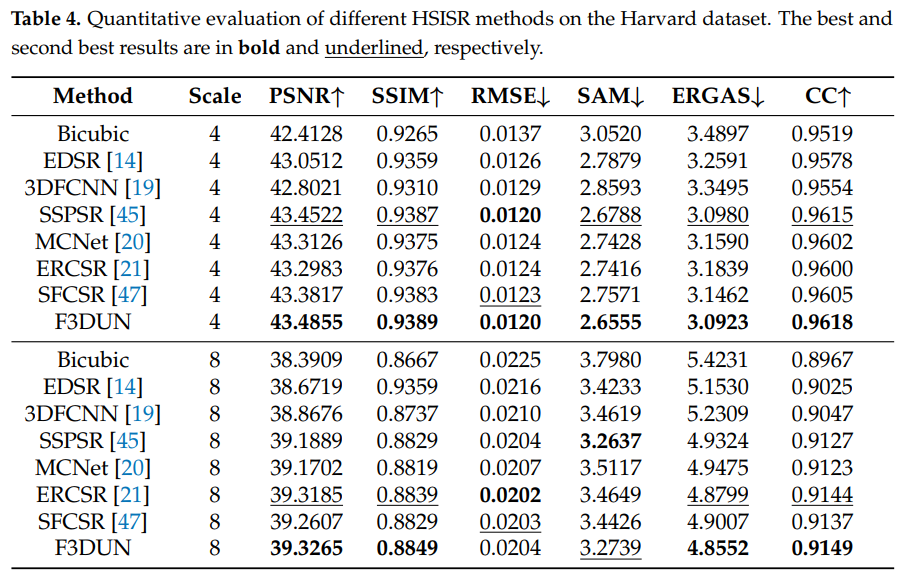 Table 4. Quantitative evaluation of different HSISR methods on the Harvard dataset. The best and
second best results are in bold and underlined, respectively.
Method Scale PSNR↑ SSIM↑ RMSE↓ SAM↓ ERGAS↓ CC↑
Bicubic 4 42.4128 0.9265 0.0137 3.0520 3.4897 0.9519
EDSR [14] 4 43.0512 0.9359 0.0126 2.7879 3.2591 0.9578
3DFCNN [19] 4 42.8021 0.9310 0.0129 2.8593 3.3495 0.9554
SSPSR [45] 4 43.4522 0.9387 0.0120 2.6788 3.0980 0.9615
MCNet [20] 4 43.3126 0.9375 0.0124 2.7428 3.1590 0.9602
ERCSR [21] 4 43.2983 0.9376 0.0124 2.7416 3.1839 0.9600
SFCSR [47] 4 43.3817 0.9383 0.0123 2.7571 3.1462 0.9605
F3DUN 4 43.4855 0.9389 0.0120 2.6555 3.0923 0.9618
Bicubic 8 38.3909 0.8667 0.0225 3.7980 5.4231 0.8967
EDSR [14] 8 38.6719 0.9359 0.0216 3.4233 5.1530 0.9025
3DFCNN [19] 8 38.8676 0.8737 0.0210 3.4619 5.2309 0.9047
SSPSR [45] 8 39.1889 0.8829 0.0204 3.2637 4.9324 0.9127
MCNet [20] 8 39.1702 0.8819 0.0207 3.5117 4.9475 0.9123
ERCSR [21] 8 39.3185 0.8839 0.0202 3.4649 4.8799 0.9144
SFCSR [47] 8 39.2607 0.8829 0.0203 3.4426 4.9007 0.9137
F3DUN 8 39.3265 0.8849 0.0204 3.2739 4.8552 0.9149